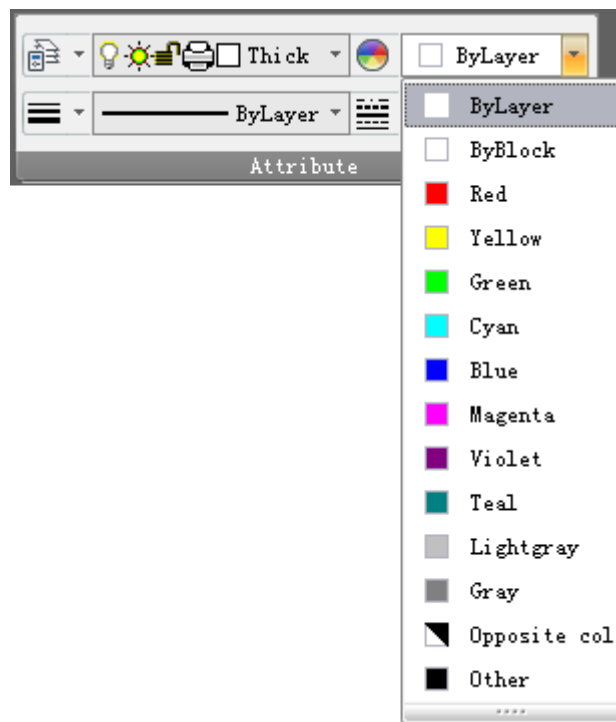 Thick ByLayer
ByLayer
Attribute
ByLayer
ByBlock
Red
Yellow
Green
Cyan
Blue
Magenta
Violet
Teal
Lightgray
Gray
Opposite col
Other